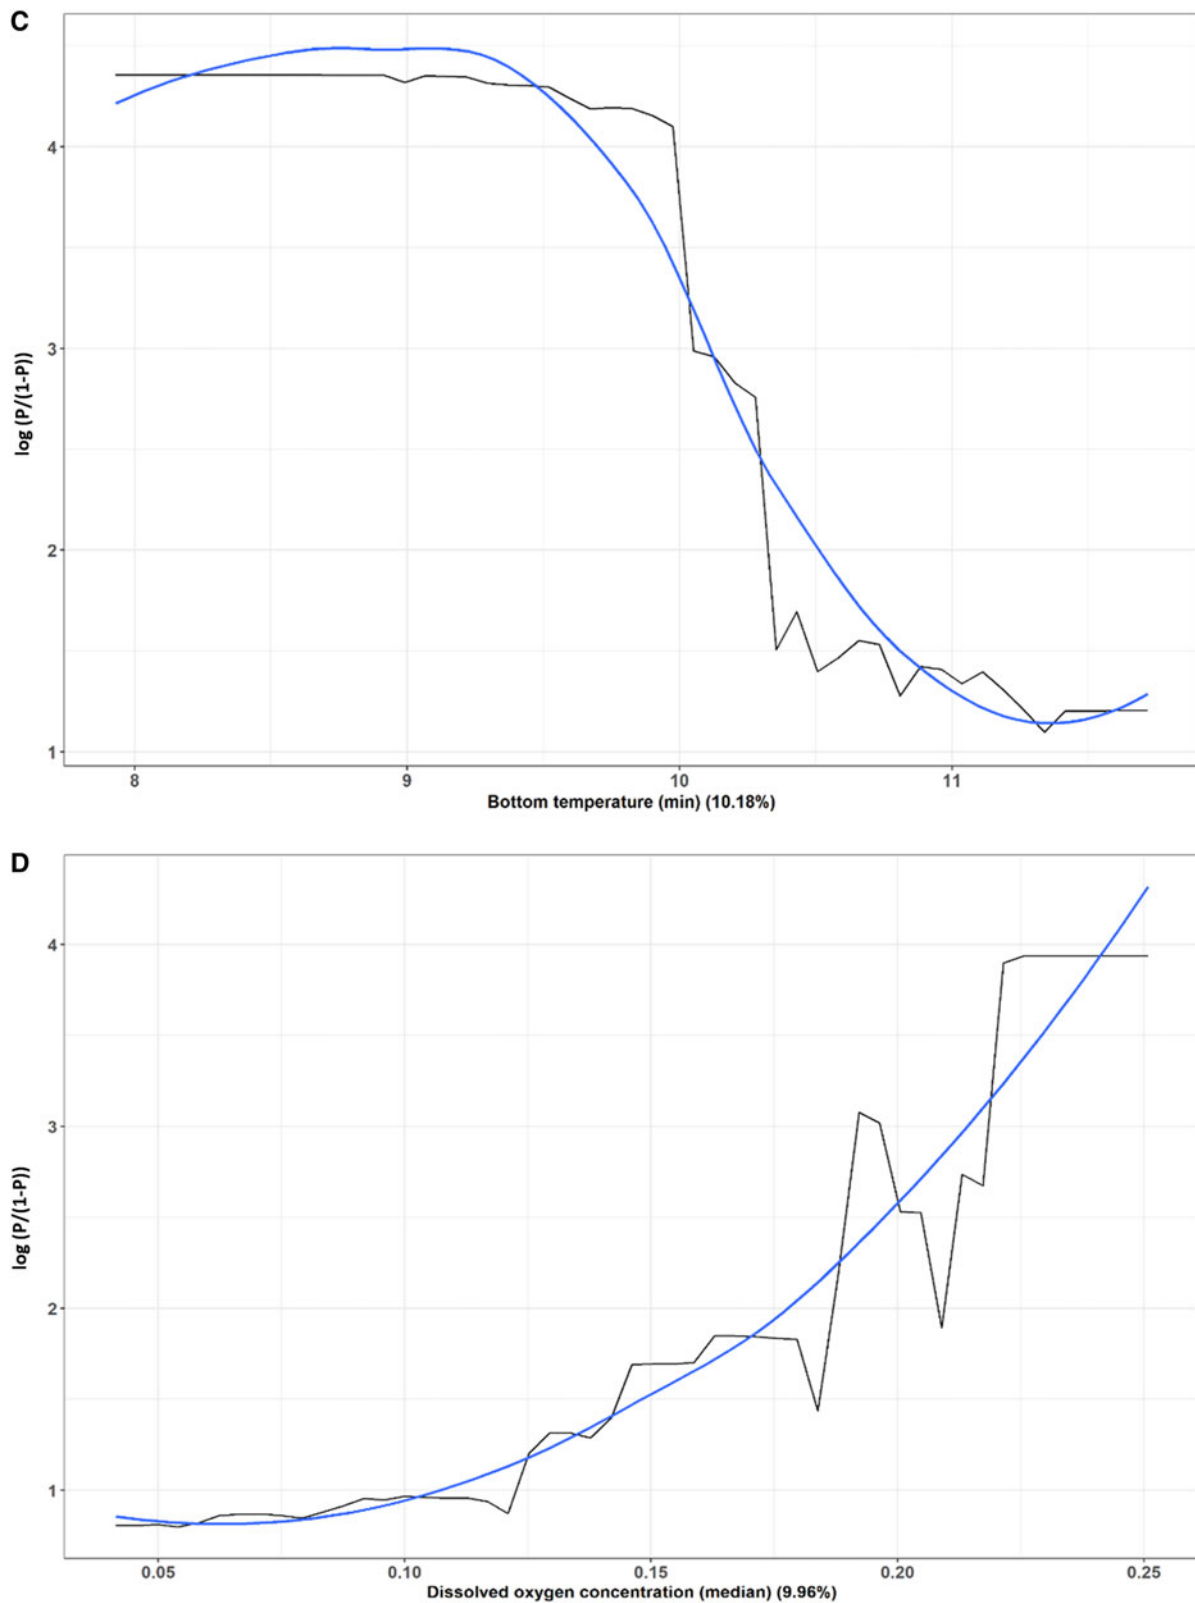 C
4
3
2
1
log (P/(1-P))
8 9 10 11
Bottom temperature (min) (10.18%)
D
4
3
2
1
log (P/(1-P))
0.05 0.10 0.15 0.20 0.25
Dissolved oxygen concentration (median) (9.96%)